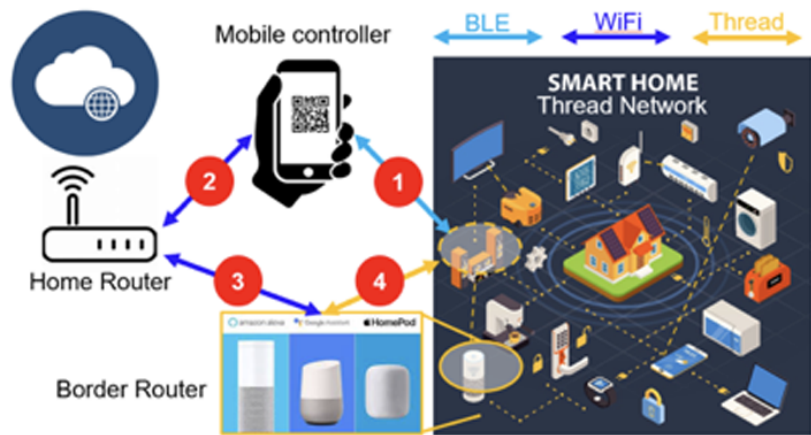 Mobile controller
BLE
WiFi
Thread
SMART HOME
Thread Network
2
1
Home Router
3
4
amazon alexa
Google Assistant
HomePod
Border Router